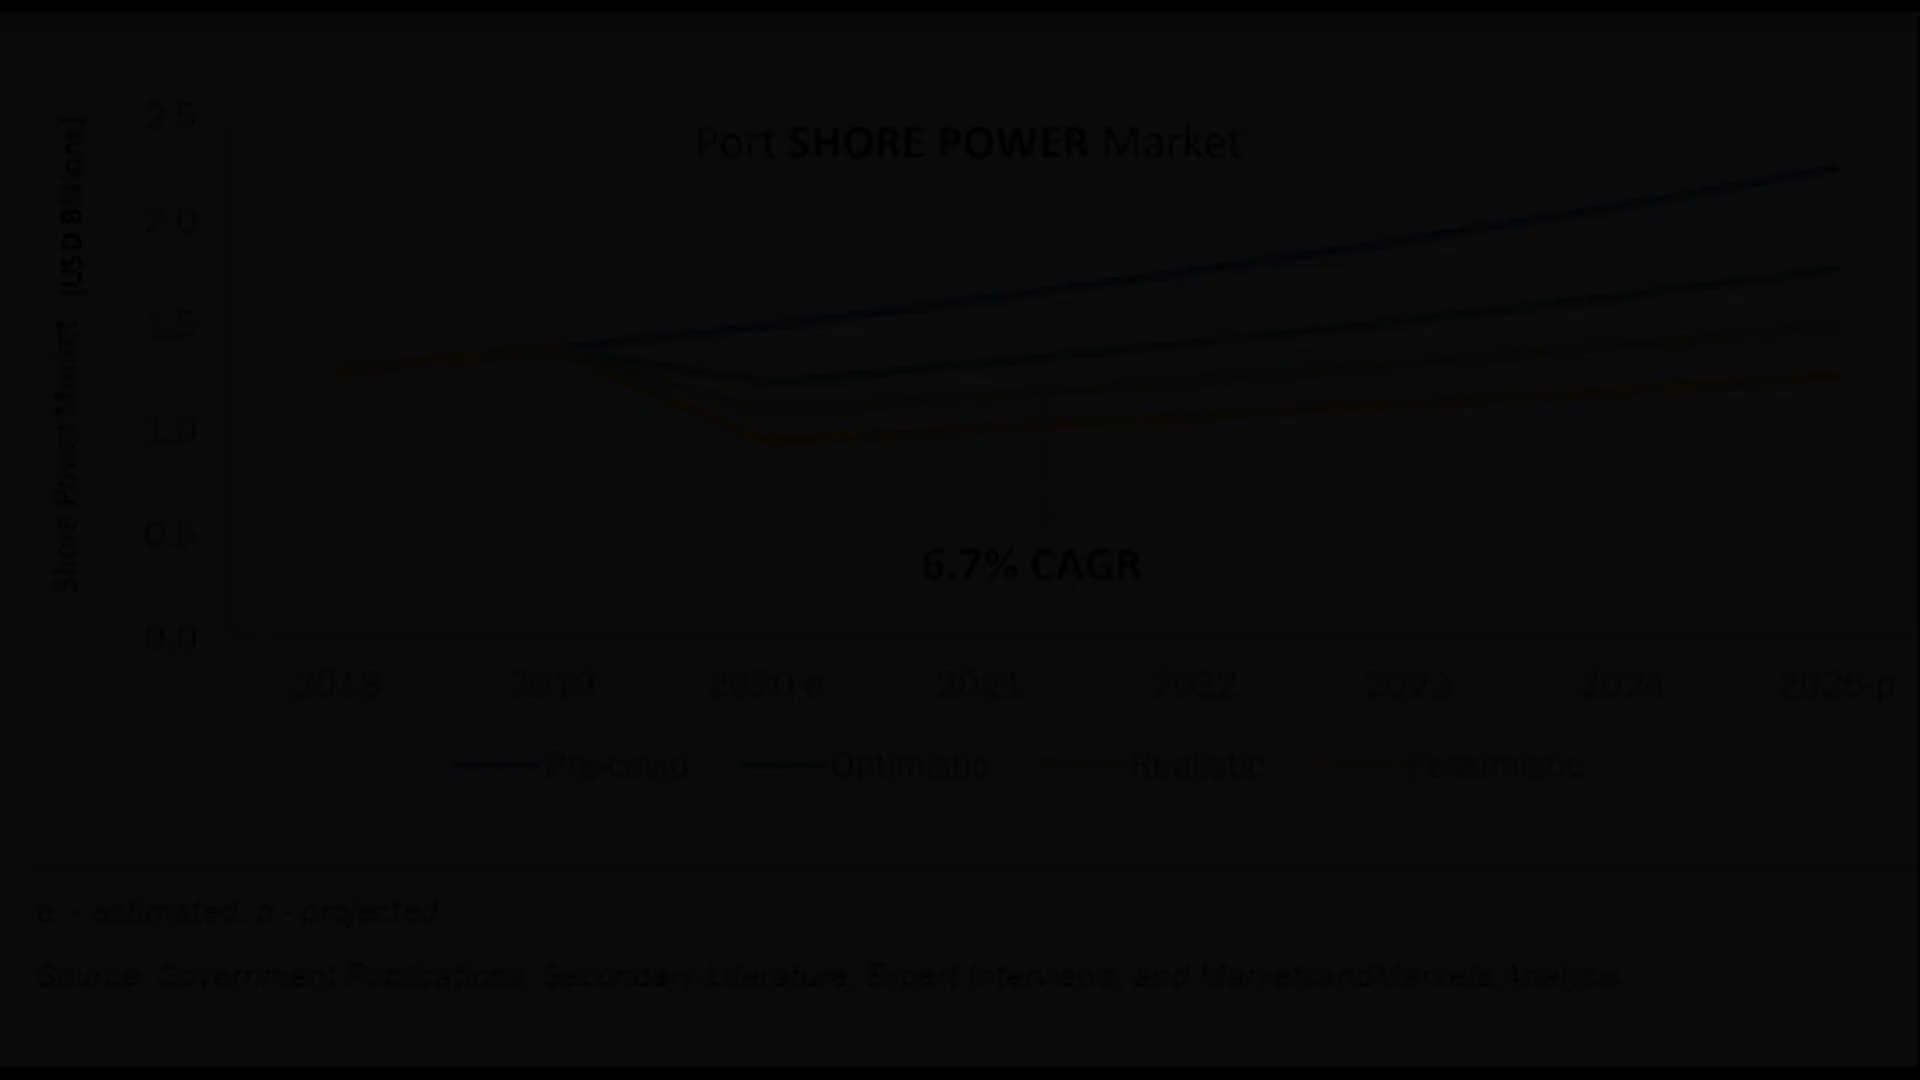 Port SHORE POWER Market
Shore Power Market (USD Billions)
2.5
2.0
1.5
1.0
0.5
0.0
6.7% CAGR
2018 2019 2020 e 2021 2022 2023 2024 2025 p
Pre-covid Optimistic Realistic Pessimistic
e – estimated, p - projected
Source: Government Publications, Secondary Literature, Expert Interviews, and MarketsandMarkets Analysis